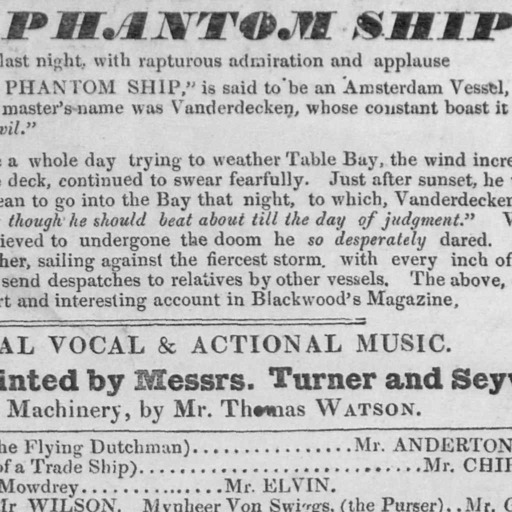 PHANTOM SHIP
last night, with rapturous admiration and applause
PHANTOM SHIP," is said to be an Amsterdam Vessel,
master's name was Vanderdecken, whose constant boast it
vil."
a whole day trying to weather Table Bay, the wind incre
deck, continued to swear fearfully. Just after sunset, he
ean to go into the Bay that night, to which, Vanderdecken
though he should beat about till the day of judgment." V
ieved to undergone the doom he so desperately dared.
her, sailing against the fiercest storm. with every inch of
send despatches to relatives by other vessels. The above,
rt and interesting account in Blackwood's Magazine,
AL VOCAL & ACTIONAL MUSIC.
inted by Messrs. Turner and Seyw
Machinery, by Mr. Thomas WATSON.
he Flying Dutchman)................Mr. ANDERTON
of a Trade Ship)............................Mr. CHIP
Mowdrey..............Mr. ELVIN.
Mr WILSON. Mynheer Von Swiggs, (the Purser)..Mr. C